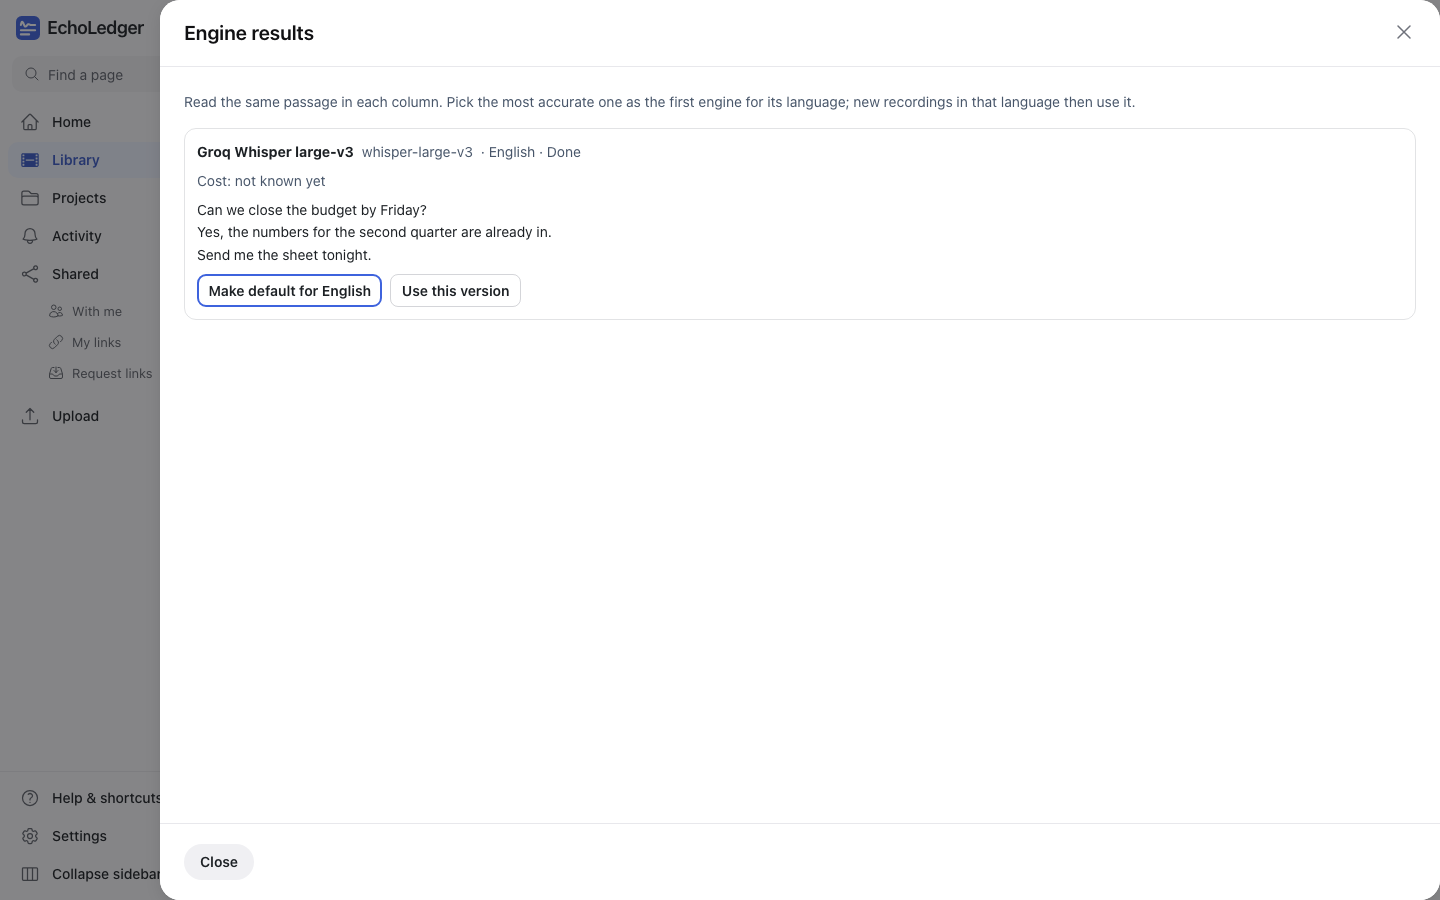 EchoLedger
Find a page
Home
Library
Projects
Activity
Shared
With me
My links
Request links
Upload
Help & shortcuts
Settings
Collapse sidebar
Engine results
Read the same passage in each column. Pick the most accurate one as the first engine for its language; new recordings in that language then use it.
Groq Whisper large-v3 whisper-large-v3 · English · Done
Cost: not known yet
Can we close the budget by Friday?
Yes, the numbers for the second quarter are already in.
Send me the sheet tonight.
Make default for English
Use this version
Close